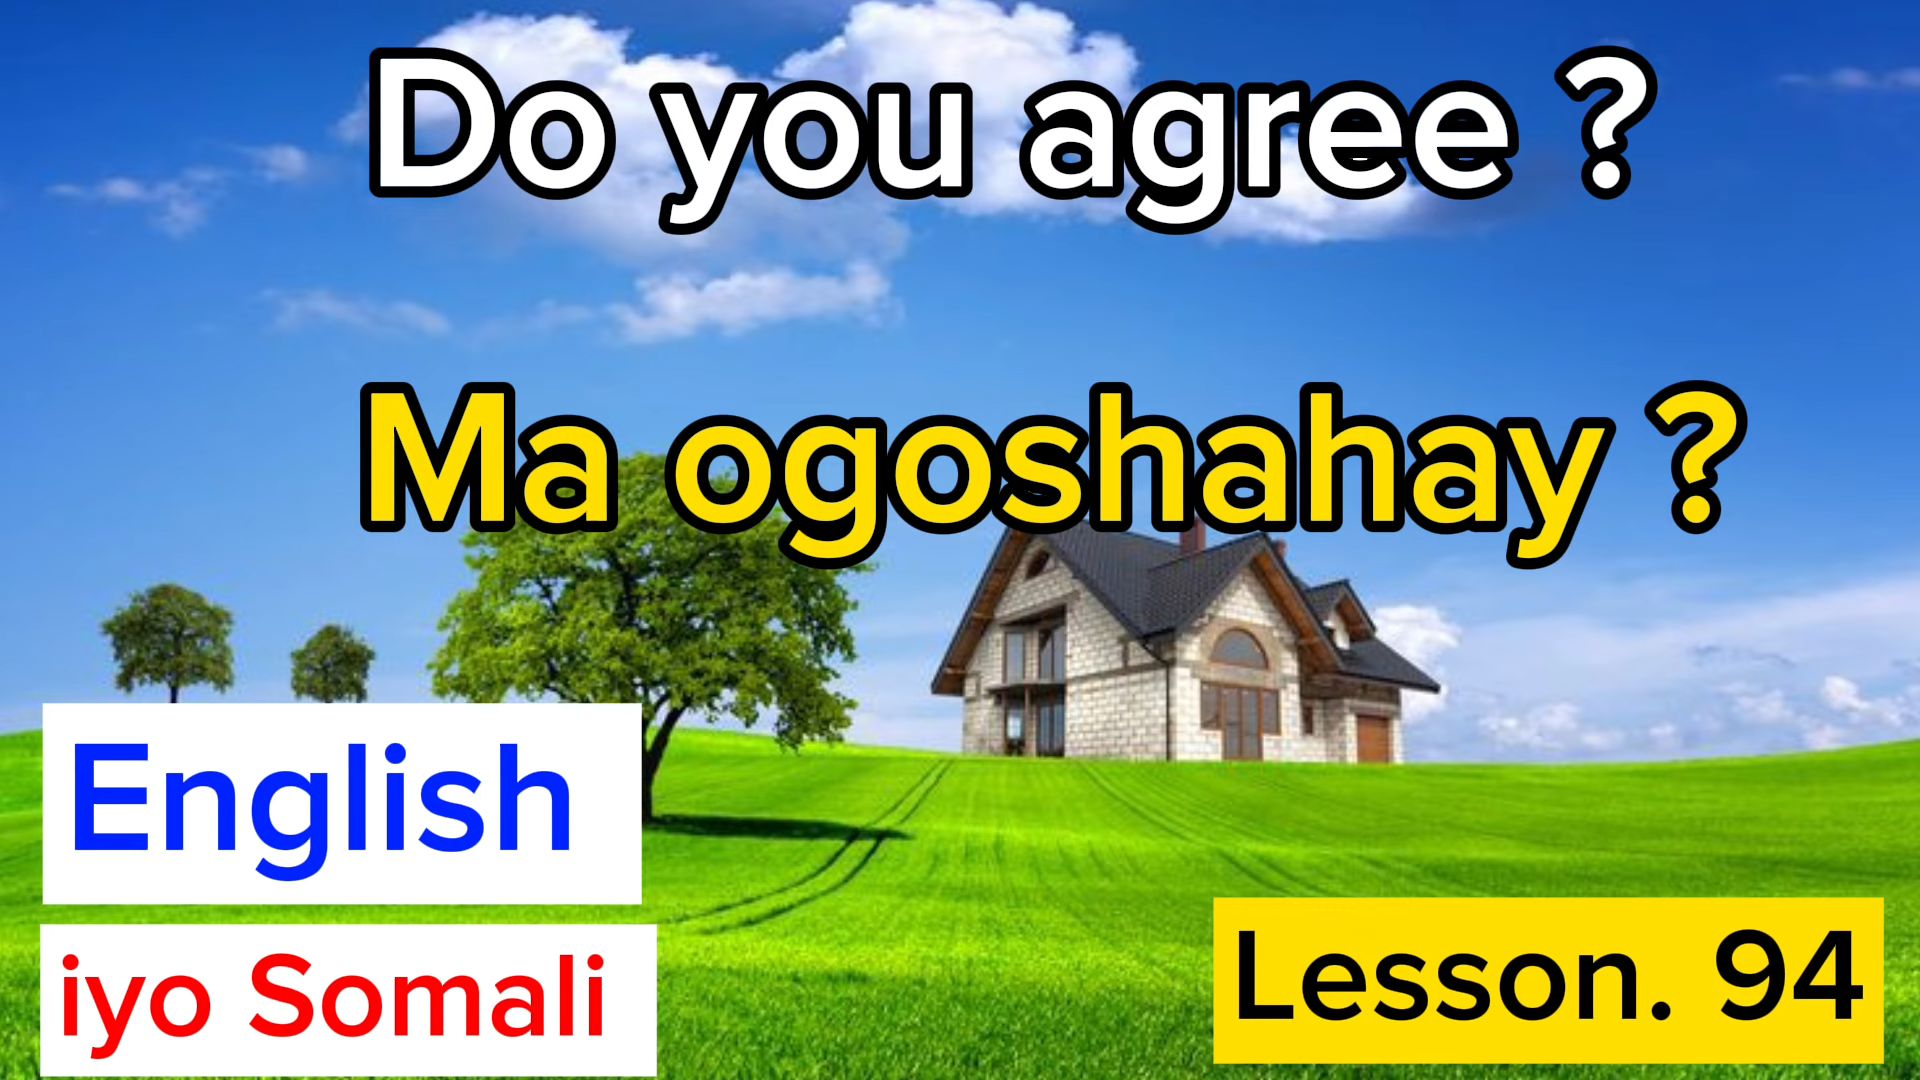 Do you agree ?
Ma ogoshahay ?
English
iyo Somali
Lesson. 94